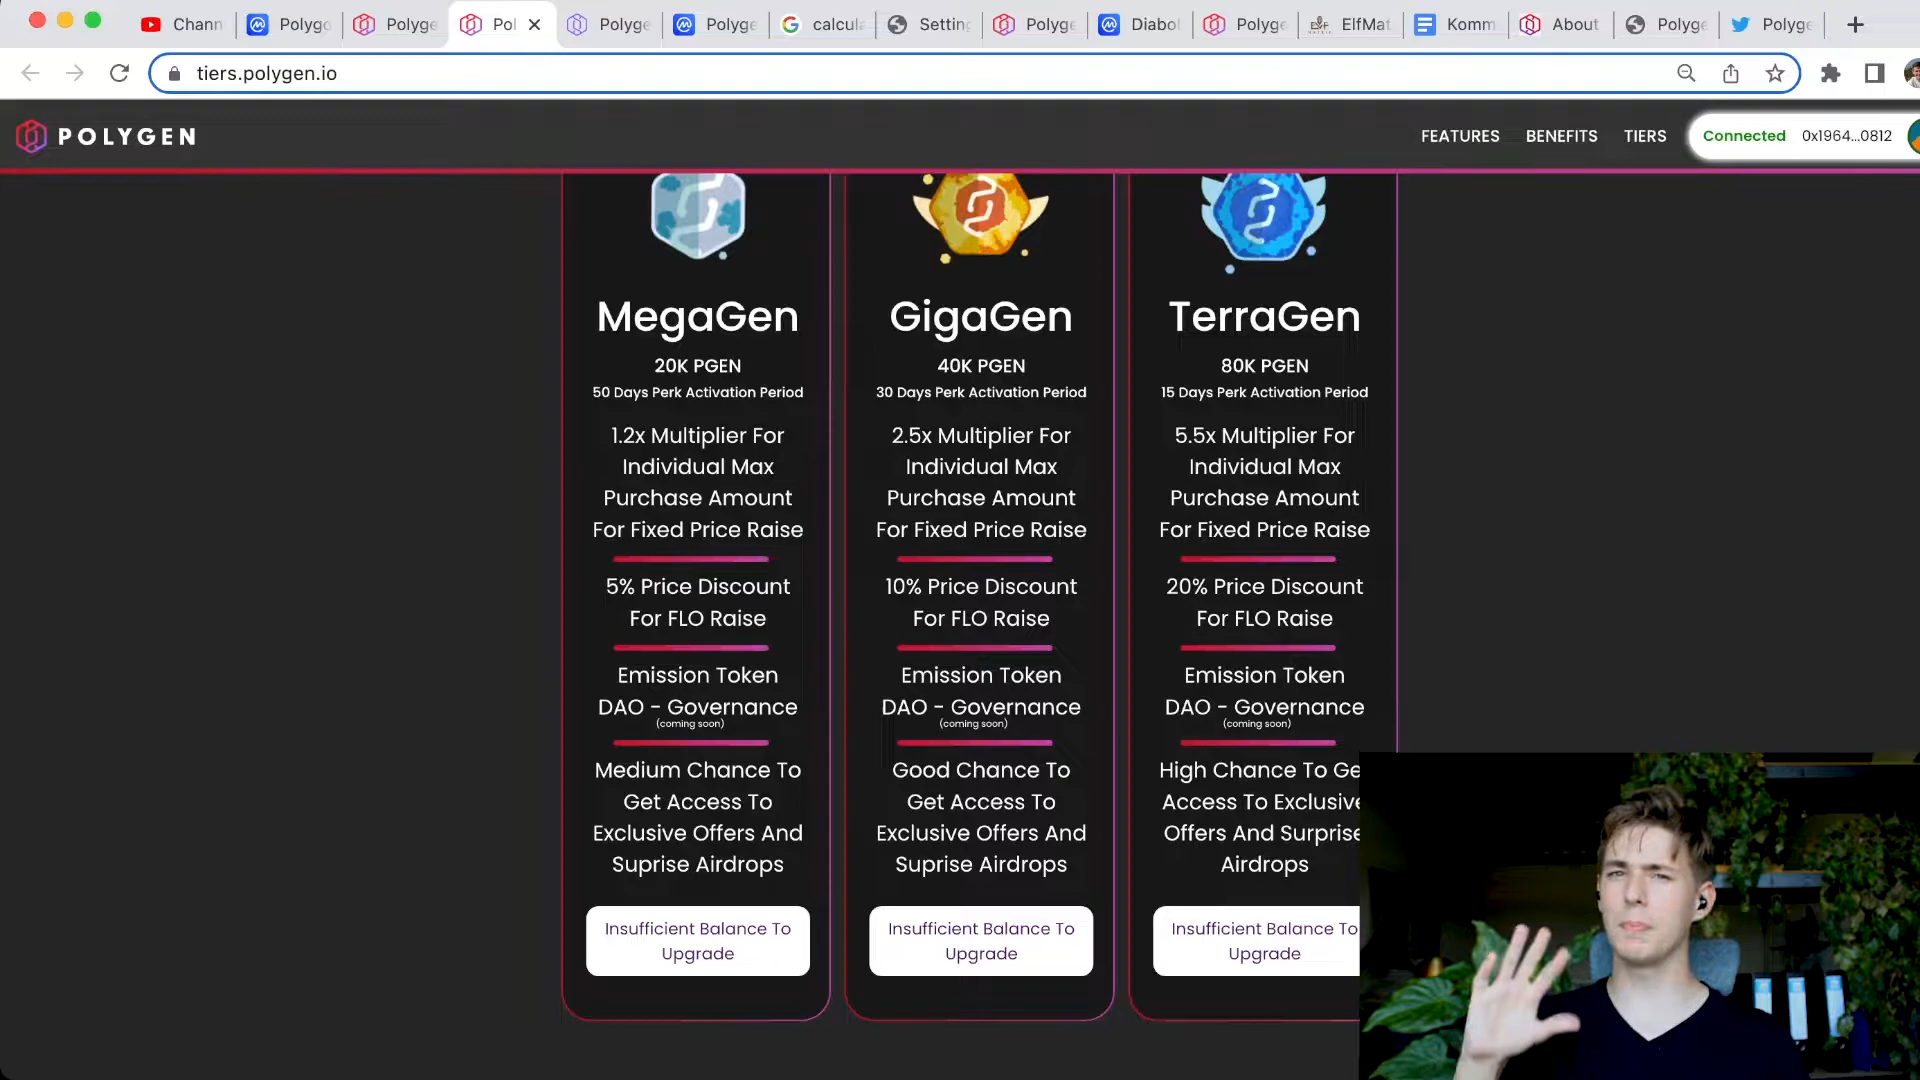 Chann
Polygo
Polyge
Pol
Polyge
Polyge
calcula
Setting
Polyge
Diabol
Polyge
ElfMat
Komm
About
Polyge
Polyge
tiers.polygen.io
POLYGEN
FEATURES
BENEFITS
TIERS
Connected
0x1964...0812
MegaGen
20K PGEN
50 Days Perk Activation Period
1.2x Multiplier For
Individual Max
Purchase Amount
For Fixed Price Raise
5% Price Discount
For FLO Raise
Emission Token
DAO - Governance
(coming soon)
Medium Chance To
Get Access To
Exclusive Offers And
Suprise Airdrops
Insufficient Balance To
Upgrade
GigaGen
40K PGEN
30 Days Perk Activation Period
2.5x Multiplier For
Individual Max
Purchase Amount
For Fixed Price Raise
10% Price Discount
For FLO Raise
Emission Token
DAO - Governance
(coming soon)
Good Chance To
Get Access To
Exclusive Offers And
Suprise Airdrops
Insufficient Balance To
Upgrade
TerraGen
80K PGEN
15 Days Perk Activation Period
5.5x Multiplier For
Individual Max
Purchase Amount
For Fixed Price Raise
20% Price Discount
For FLO Raise
Emission Token
DAO - Governance
(coming soon)
High Chance To Ge
Access To Exclusive
Offers And Surprise
Airdrops
Insufficient Balance To
Upgrade